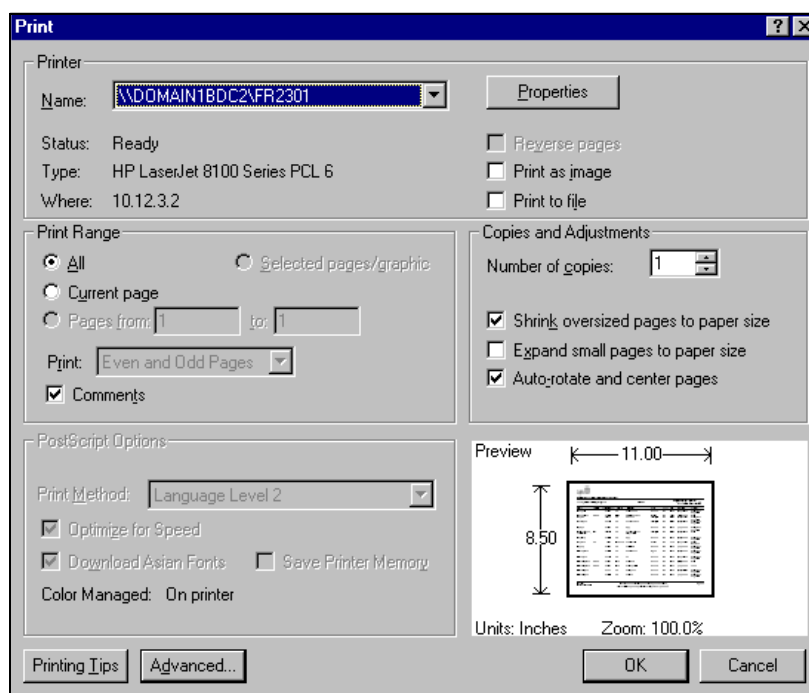 Print
Printer
Name: \\DOMAIN1BDC2\FR2301
Properties
Status: Ready
Reverse pages
Type: HP LaserJet 8100 Series PCL 6
Print as image
Where: 10.12.3.2
Print to file
Print Range
All
Selected pages/graphic
Current page
Pages from: 1 to: 1
Print: Even and Odd Pages
Comments
Copies and Adjustments
Number of copies: 1
Shrink oversized pages to paper size
Expand small pages to paper size
Auto-rotate and center pages
PostScript Options
Print Method: Language Level 2
Optimize for Speed
Download Asian Fonts Save Printer Memory
Color Managed: On printer
Preview 11.00
8.50
Units: Inches Zoom: 100.0%
Printing Tips Advanced... OK Cancel